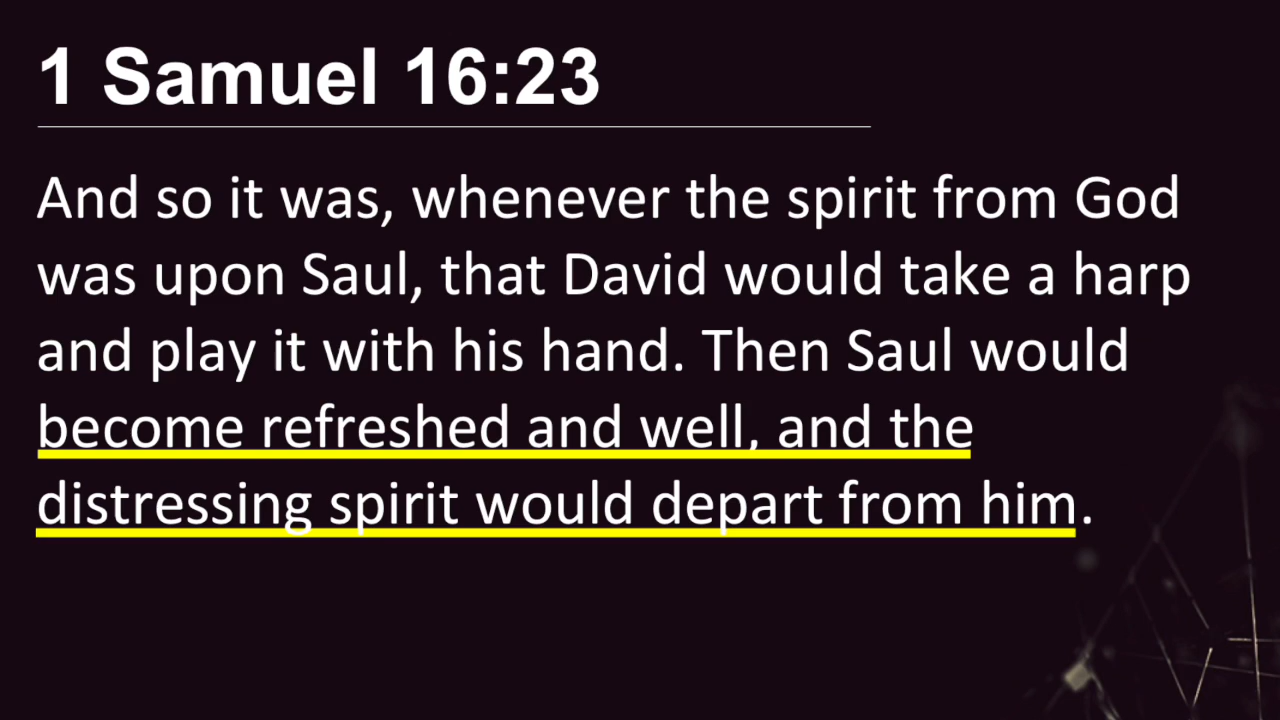 1 Samuel 16:23
And so it was, whenever the spirit from God
was upon Saul, that David would take a harp
and play it with his hand. Then Saul would
become refreshed and well, and the
distressing spirit would depart from him.